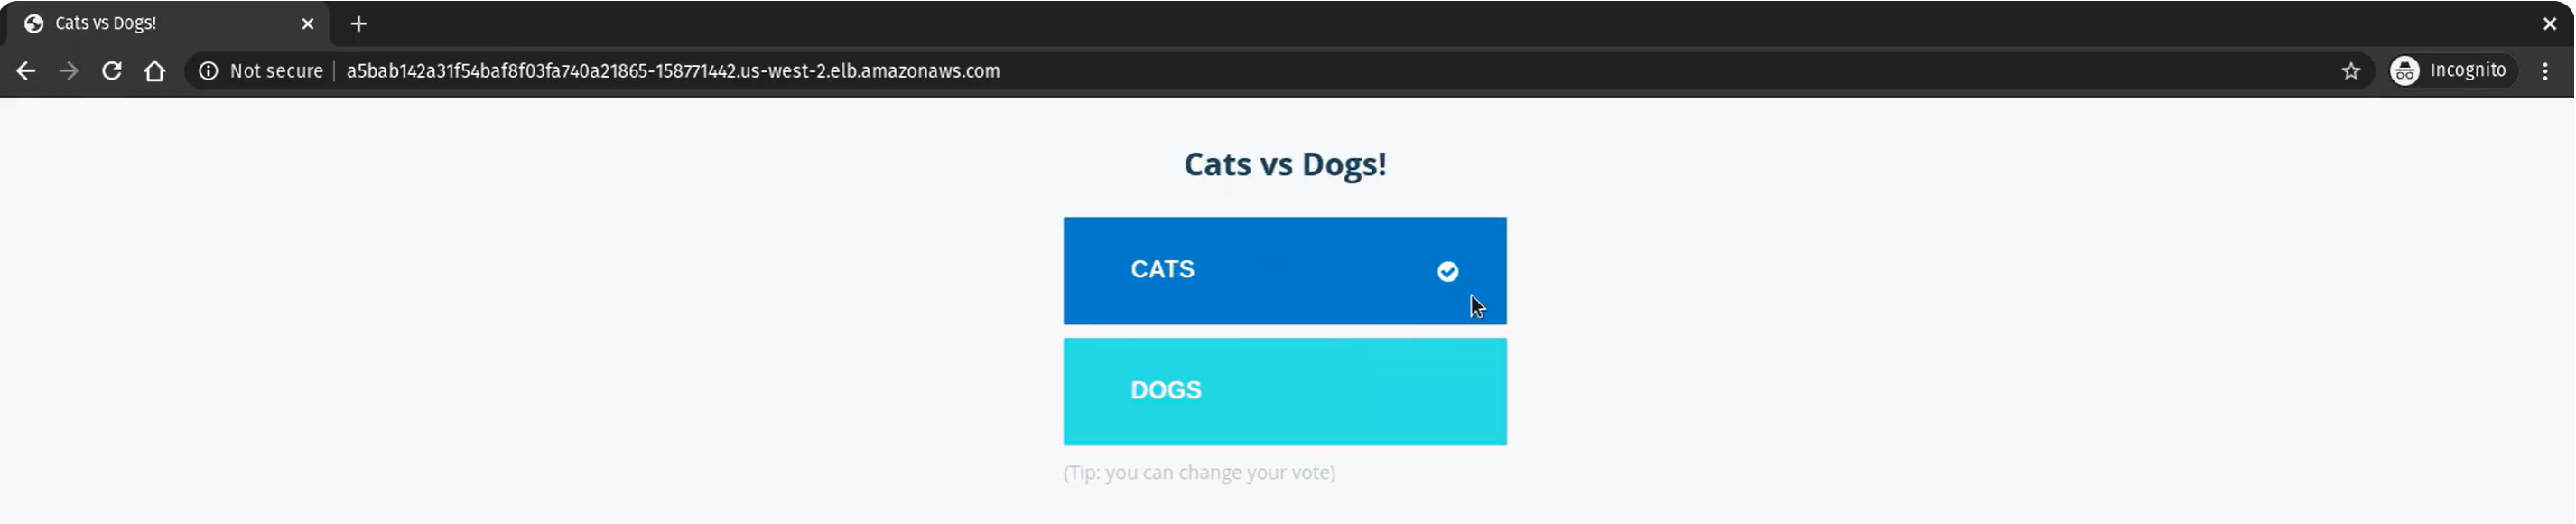 Cats vs Dogs!
Not secure a5bab142a31f54baf8f03fa740a21865-158771442.us-west-2.elb.amazonaws.com Incognito
Cats vs Dogs!
CATS
DOGS
(Tip: you can change your vote)